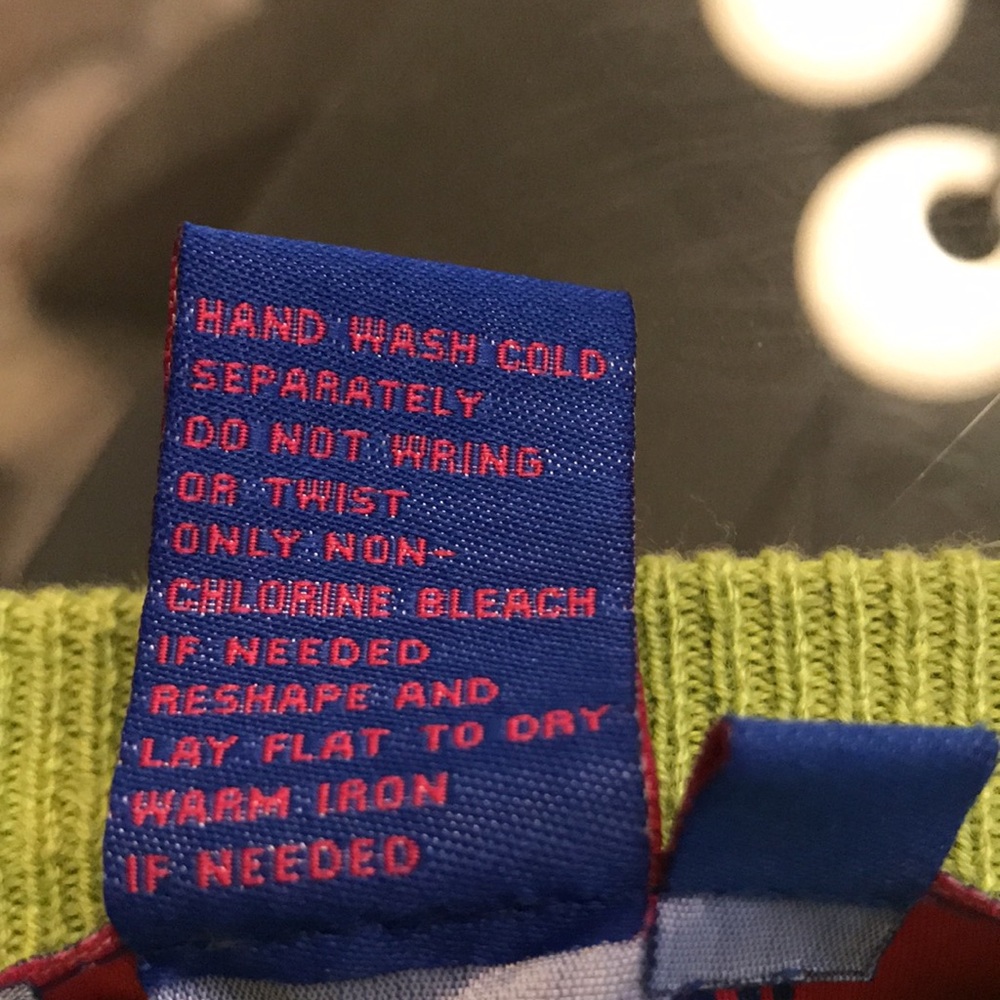 HAND WASH COLD
SEPARATELY
DO NOT WRING
OR TWIST
ONLY NON-
CHLORINE BLEACH
IF NEEDED
RESHAPE AND
LAY FLAT TO DRY
WARM IRON
IF NEEDED